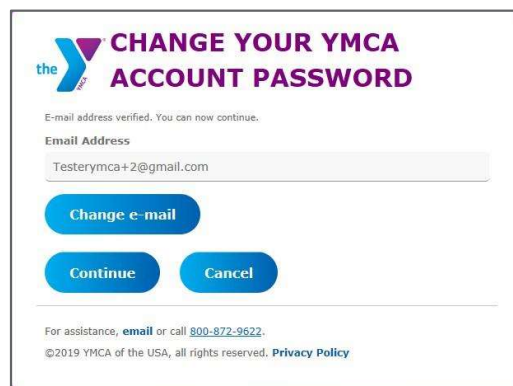 the
YMCA
CHANGE YOUR YMCA
ACCOUNT PASSWORD
E-mail address verified. You can now continue.
Email Address
Testerymca+2@gmail.com
Change e-mail
Continue Cancel
For assistance, email or call 800-872-9622.
©2019 YMCA of the USA, all rights reserved. Privacy Policy